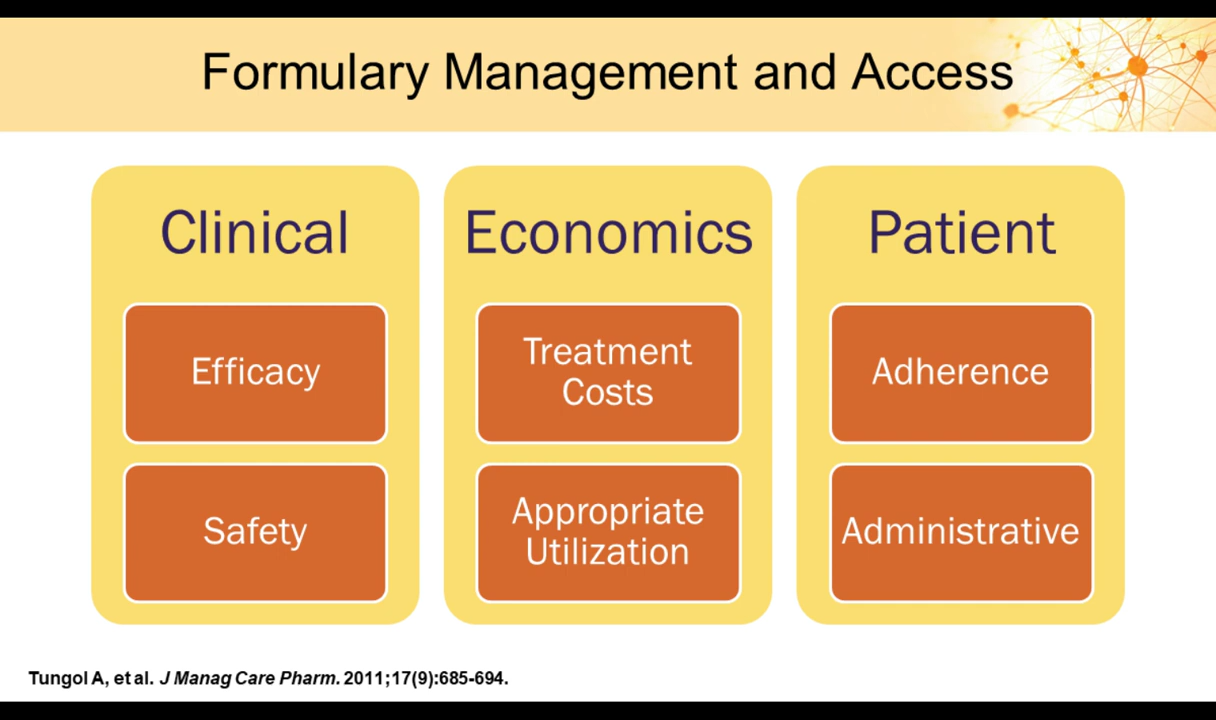 Formulary Management and Access
Clinical
Efficacy
Safety
Economics
Treatment
Costs
Appropriate
Utilization
Patient
Adherence
Administrative
Tungol A, et al. J Manag Care Pharm. 2011;17(9):685-694.